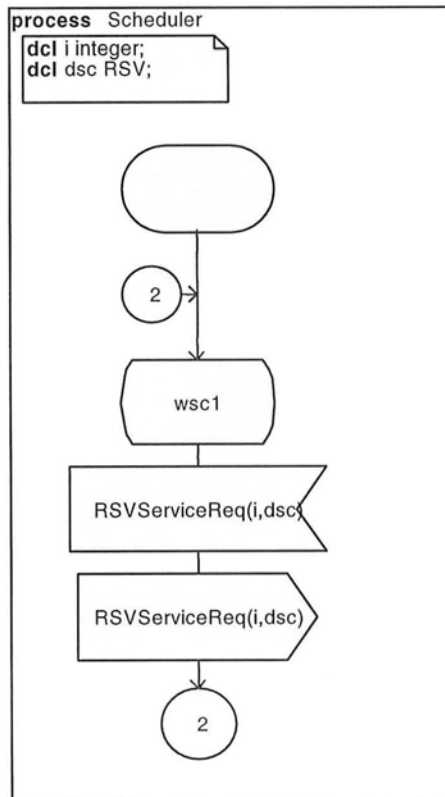 process Scheduler
dcl i integer;
dcl dsc RSV;
2
wsc1
RSVServiceReq(i,dsc)
RSVServiceReq(i,dsc)
2